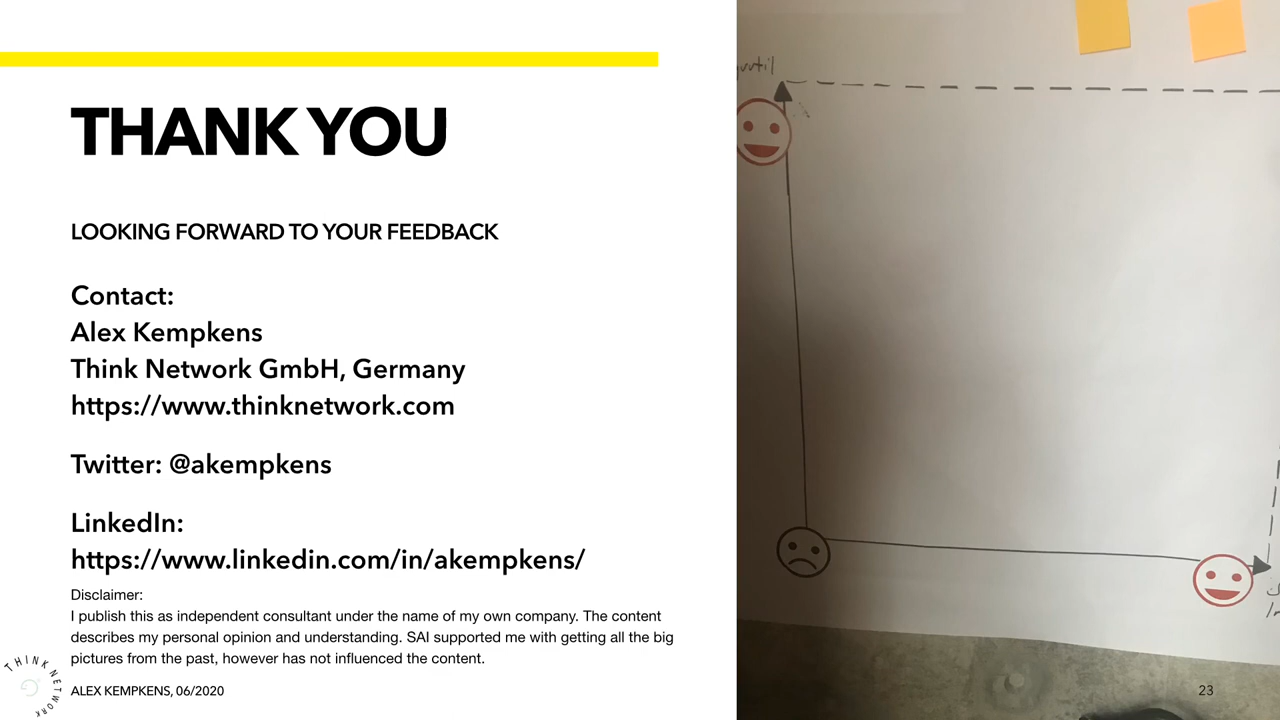 THANK YOU
LOOKING FORWARD TO YOUR FEEDBACK
Contact:
Alex Kempkens
Think Network GmbH, Germany
https://www.thinknetwork.com
Twitter: @akempkens
LinkedIn:
https://www.linkedin.com/in/akempkens/
Disclaimer:
I publish this as independent consultant under the name of my own company. The content
describes my personal opinion and understanding. SAI supported me with getting all the big
pictures from the past, however has not influenced the content.
THINK NETWORK
ALEX KEMPKENS, 06/2020
23